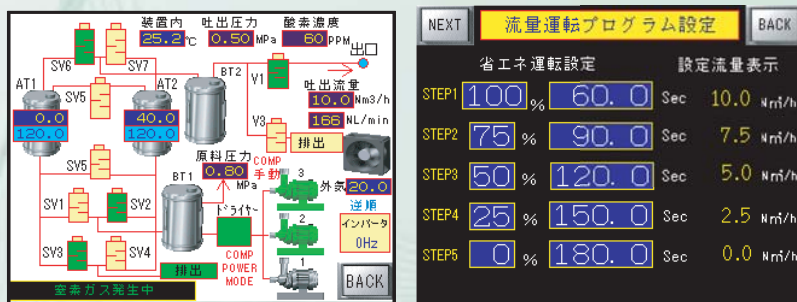 装置内 吐出圧力 酸素濃度
25.2℃ 0.50 MPa 60 PPM
出口
SV6 SV7
BT2 V1
AT1 SV5 AT2
吐出流量
10.0 Nm3/h
0.0 40.0
166 NL/min
120.0 120.0
V3
排出
SV5
原料圧力 COMP 手動
0.80 MPa
BT1
3
外気 20.0
SV1 SV2
ドライヤー
逆順
2
インバータ
0Hz
SV3 SV4
COMP POWER MODE
1
排出
BACK
窒素ガス発生中
NEXT 流量運転プログラム設定 BACK
省エネ運転設定 設定流量表示
STEP1 100 % 60.0 Sec 10.0 Nm³/h
STEP2 75 % 90.0 Sec 7.5 Nm³/h
STEP3 50 % 120.0 Sec 5.0 Nm³/h
STEP4 25 % 150.0 Sec 2.5 Nm³/h
STEP5 0 % 180.0 Sec 0.0 Nm³/h